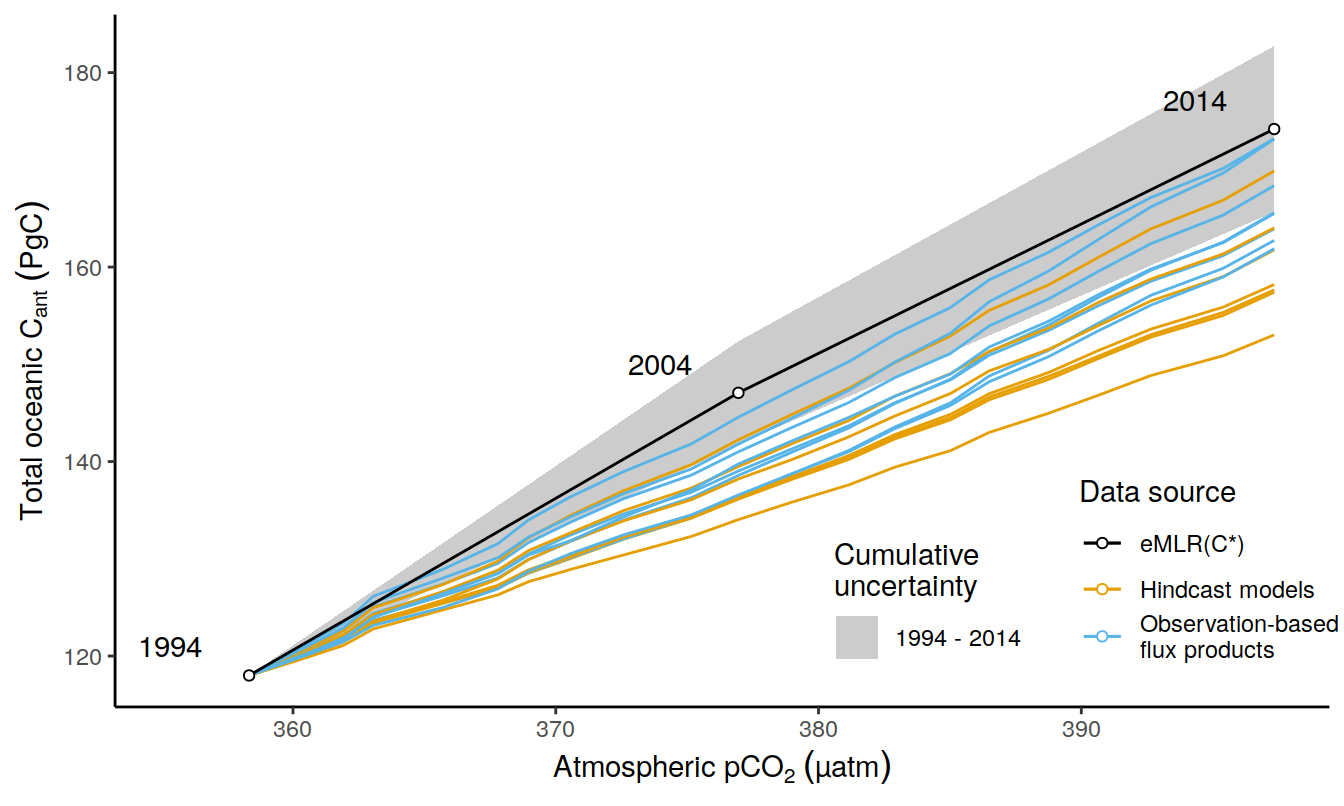 180
160
140
120
Total oceanic Cant (PgC)
2014
2004
1994
Data source
eMLR(C*)
Hindcast models
Observation-based
flux products
Cumulative
uncertainty
1994 - 2014
360
370
380
390
Atmospheric pCO2 (µatm)